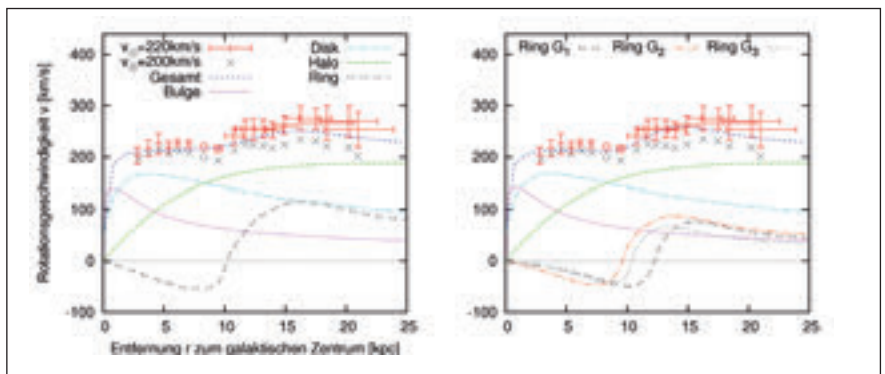 v☉=220km/s
v☉=200km/s
Gesamt
Bulge
Disk
Halo
Ring
Rotationsgeschwindigkeit v [km/s]
400
300
200
100
0
-100
0 5 10 15 20 25
Entfernung r zum galaktischen Zentrum [kpc]
Ring G₁ Ring G₂ Ring G₃
400
300
200
100
0
-100
0 5 10 15 20 25